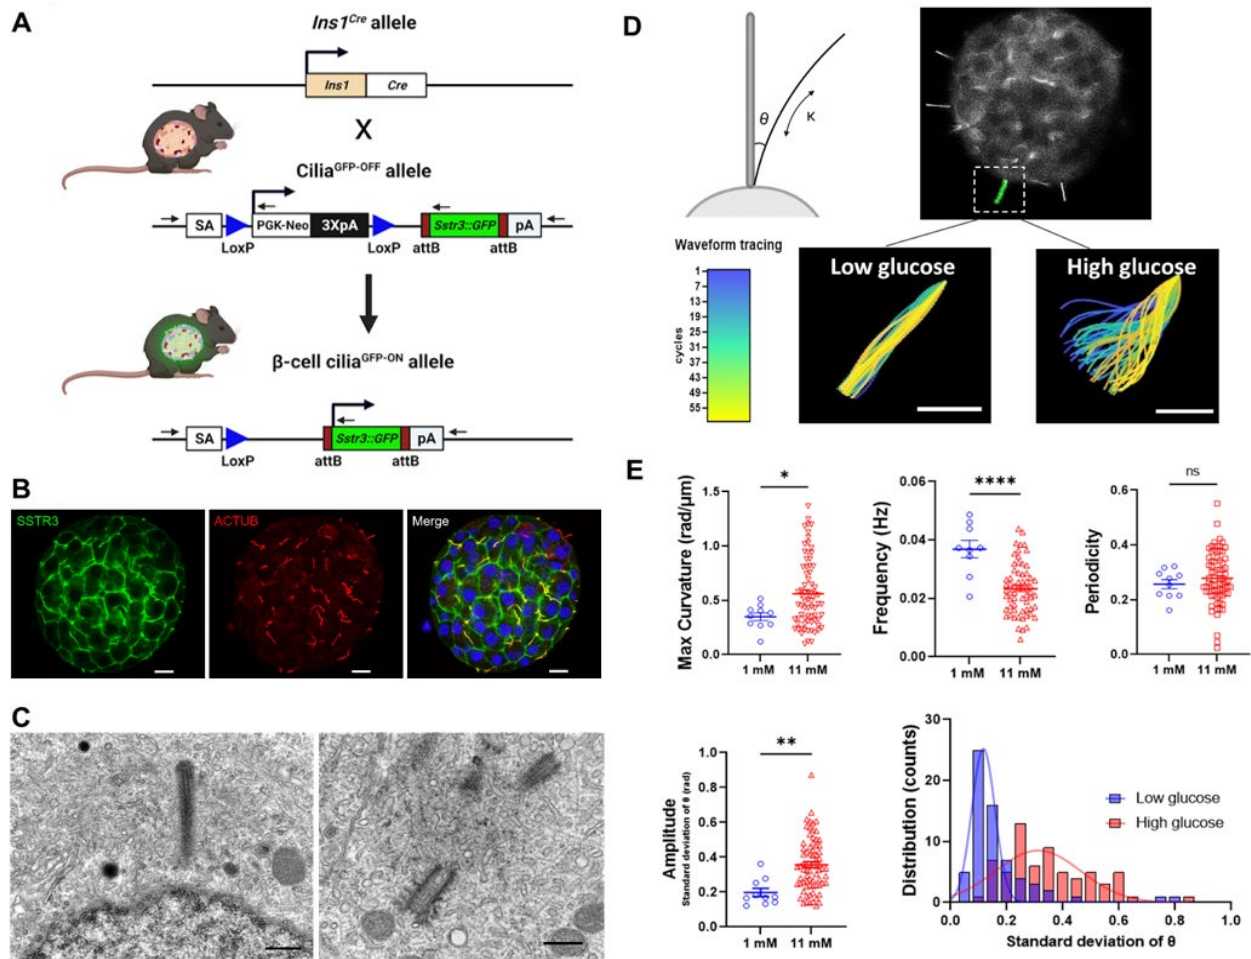 A
Ins1Cre allele
Ins1 Cre
X
CiliaGFP-OFF allele
SA PGK-Neo 3XpA Sstr3::GFP pA
LoxP LoxP attB attB
β-cell ciliaGFP-ON allele
SA Sstr3::GFP pA
LoxP attB attB
B
SSTR3 ACTUB Merge
C
D
θ K
Waveform tracing
cycles
1
7
13
19
25
31
37
43
49
55
Low glucose
High glucose
E
*
Max Curvature (rad/μm)
1.5
1.0
0.5
0.0
1 mM 11 mM
****
Frequency (Hz)
0.06
0.04
0.02
0.00
1 mM 11 mM
ns
Periodicity
0.6
0.4
0.2
0.0
1 mM 11 mM
**
Amplitude
Standard deviation of θ (rad)
1.0
0.8
0.6
0.4
0.2
0.0
1 mM 11 mM
Distribution (counts)
30
20
10
0
Low glucose
High glucose
0.0 0.2 0.4 0.6 0.8 1.0
Standard deviation of θ